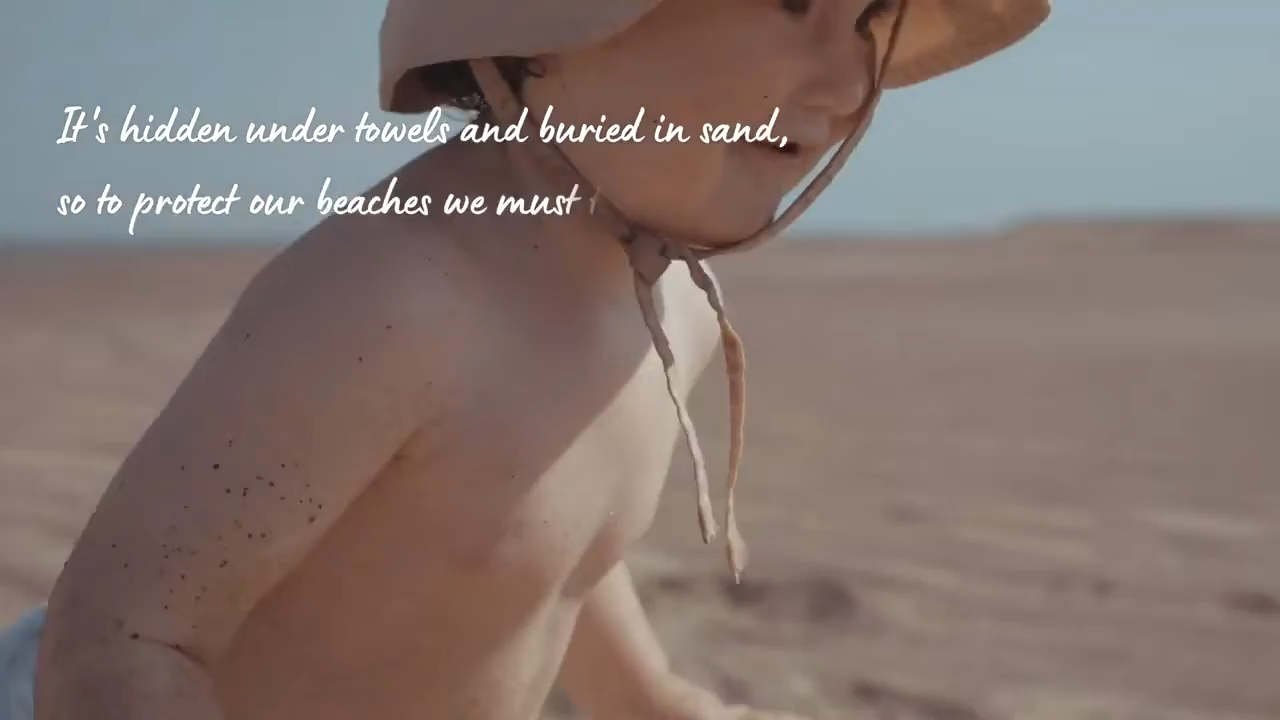 It's hidden under towels and buried in sand,
so to protect our beaches we must